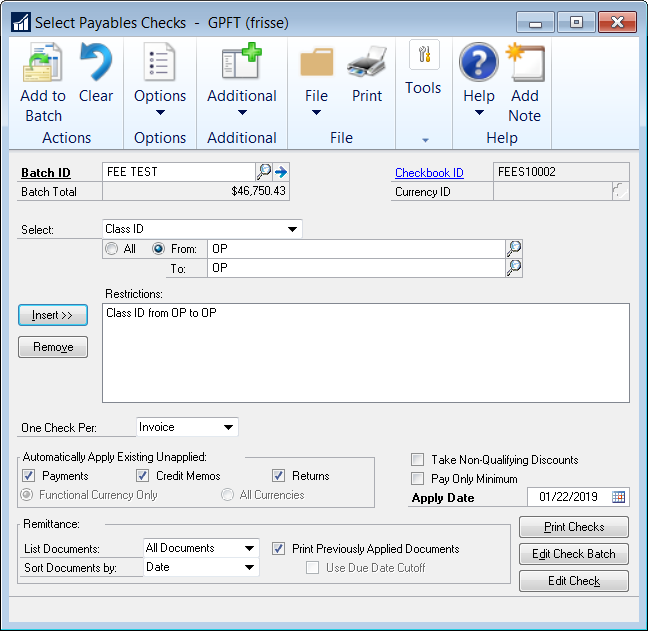 Select Payables Checks - GPFT (frisse)
Add to Batch
Clear
Options
Additional
File
Print
Tools
Help
Add Note
Actions
Options
Additional
File
Help
Batch ID FEE TEST Checkbook ID FEES10002
Batch Total $46,750.43 Currency ID
Select: Class ID
All From: OP
To: OP
Restrictions:
Insert >> Class ID from OP to OP
Remove
One Check Per: Invoice
Automatically Apply Existing Unapplied: Take Non-Qualifying Discounts
Payments Credit Memos Returns Pay Only Minimum
Functional Currency Only All Currencies Apply Date 01/22/2019
Remittance: Print Checks
List Documents: All Documents Print Previously Applied Documents Edit Check Batch
Sort Documents by: Date Use Due Date Cutoff Edit Check